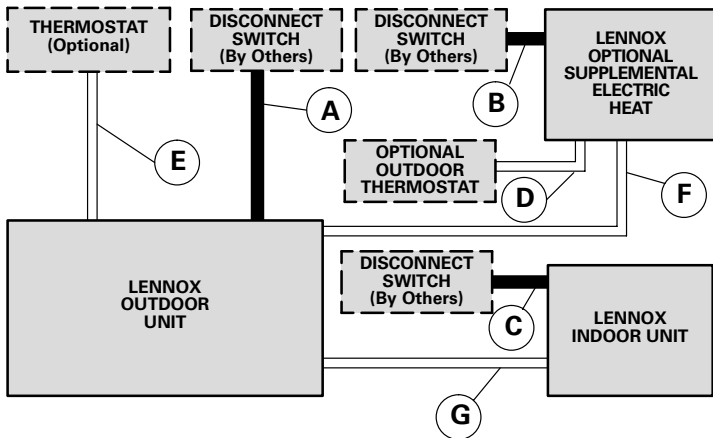 THERMOSTAT
(Optional)
DISCONNECT
SWITCH
(By Others)
DISCONNECT
SWITCH
(By Others)
LENNOX
OPTIONAL
SUPPLEMENTAL
ELECTRIC
HEAT
A
B
E
OPTIONAL
OUTDOOR
THERMOSTAT
D
F
LENNOX
OUTDOOR
UNIT
DISCONNECT
SWITCH
(By Others)
C
LENNOX
INDOOR UNIT
G